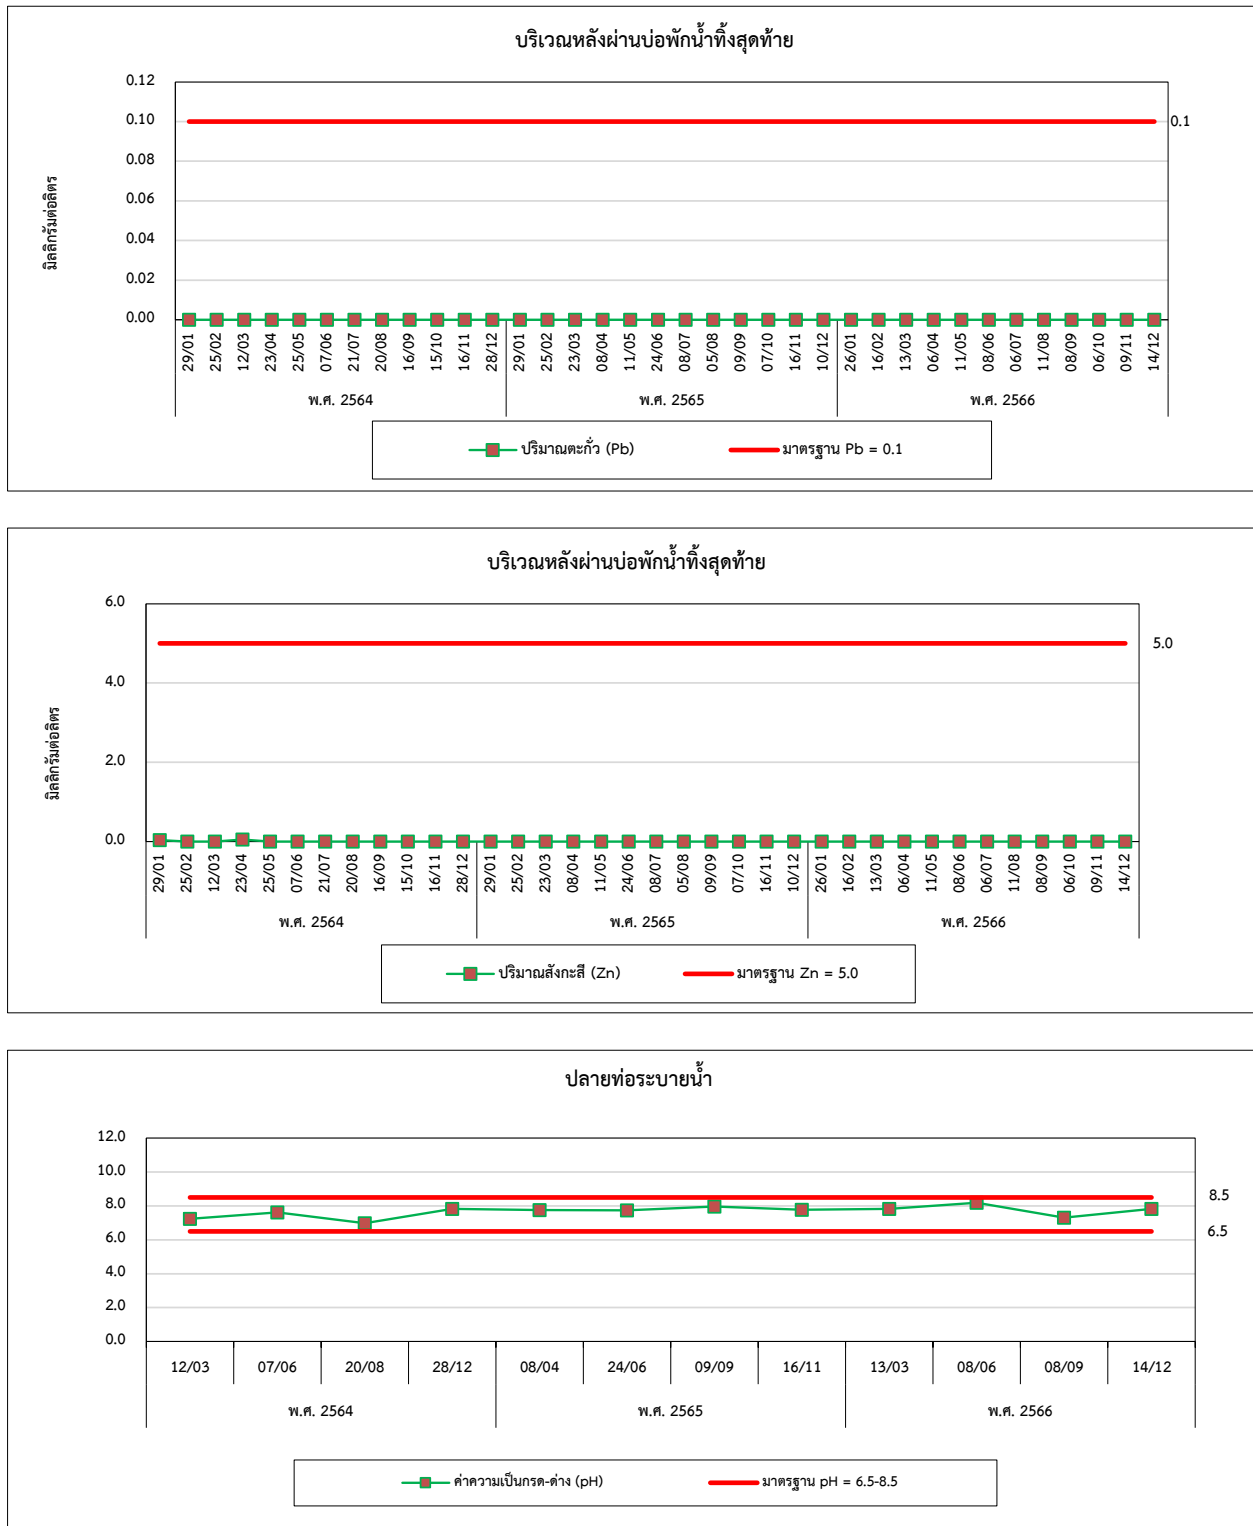 บริเวณหลังผ่านบ่อพักน้ำทิ้งสุดท้าย
มิลลิกรัมต่อลิตร
0.12
0.10
0.08
0.06
0.04
0.02
0.00
0.1
29/01 25/02 12/03 23/04 25/05 07/06 21/07 20/08 16/09 15/10 16/11 28/12 29/01 25/02 23/03 08/04 11/05 24/06 08/07 05/08 09/09 07/10 16/11 10/12 26/01 16/02 13/03 06/04 11/05 08/06 06/07 11/08 08/09 06/10 09/11 14/12
พ.ศ. 2564 พ.ศ. 2565 พ.ศ. 2566
ปริมาณตะกั่ว (Pb) มาตรฐาน Pb = 0.1
บริเวณหลังผ่านบ่อพักน้ำทิ้งสุดท้าย
มิลลิกรัมต่อลิตร
6.0
4.0
2.0
0.0
5.0
29/01 25/02 12/03 23/04 25/05 07/06 21/07 20/08 16/09 15/10 16/11 28/12 29/01 25/02 23/03 08/04 11/05 24/06 08/07 05/08 09/09 07/10 16/11 10/12 26/01 16/02 13/03 06/04 11/05 08/06 06/07 11/08 08/09 06/10 09/11 14/12
พ.ศ. 2564 พ.ศ. 2565 พ.ศ. 2566
ปริมาณสังกะสี (Zn) มาตรฐาน Zn = 5.0
ปลายท่อระบายน้ำ
12.0
10.0
8.0
6.0
4.0
2.0
0.0
8.5
6.5
12/03 07/06 20/08 28/12 08/04 24/06 09/09 16/11 13/03 08/06 08/09 14/12
พ.ศ. 2564 พ.ศ. 2565 พ.ศ. 2566
ค่าความเป็นกรด-ด่าง (pH) มาตรฐาน pH = 6.5-8.5